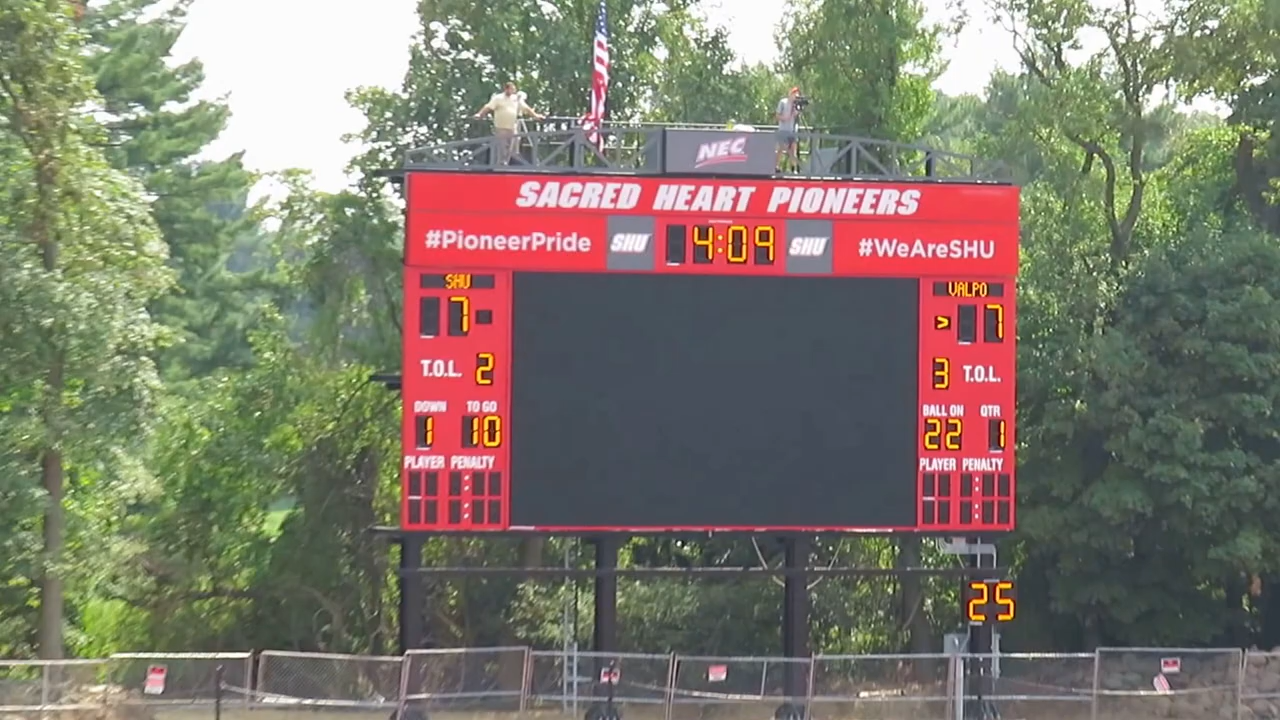 NEC
SACRED HEART PIONEERS
#PioneerPride SHU 4:09 SHU #WeAreSHU
SHU
7
T.O.L. 2
DOWN TO GO
1 10
PLAYER PENALTY
VALPO
> 7
3 T.O.L.
BALL ON QTR
22 1
PLAYER PENALTY
25